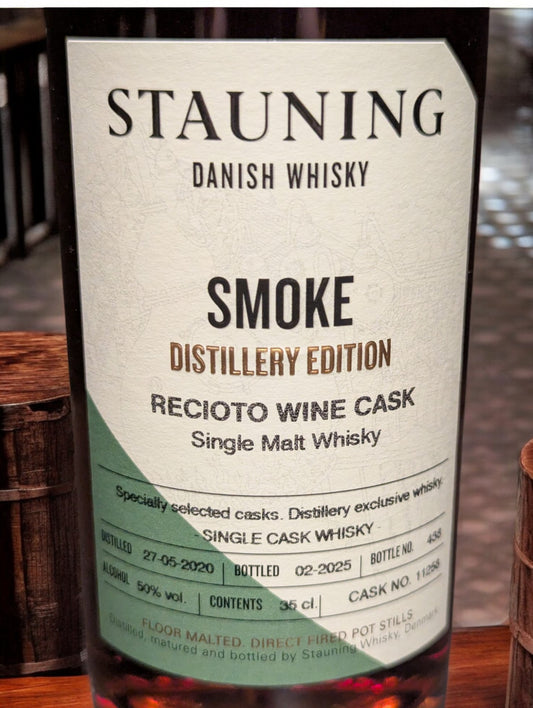 STAUNING
DANISH WHISKY
SMOKE
DISTILLERY EDITION
RECIOTO WINE CASK
Single Malt Whisky
Specially selected casks. Distillery exclusive whisky.
- SINGLE CASK WHISKY -
DISTILLED 27-05-2020 | BOTTLED 02-2025 | BOTTLE NO. 438
ALCOHOL 50% vol. | CONTENTS 35 cl. | CASK NO. 11258
FLOOR MALTED. DIRECT FIRED POT STILLS
Distilled, matured and bottled by Stauning Whisky, Denmark